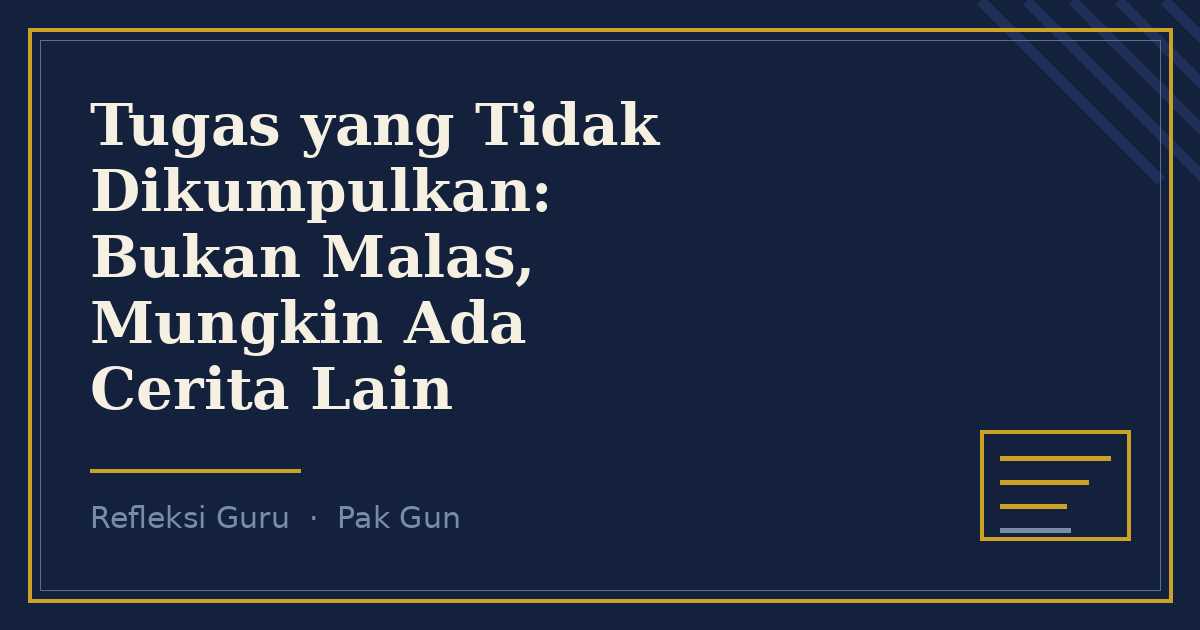 Tugas yang Tidak
Dikumpulkan:
Bukan Malas,
Mungkin Ada
Cerita Lain
Refleksi Guru · Pak Gun